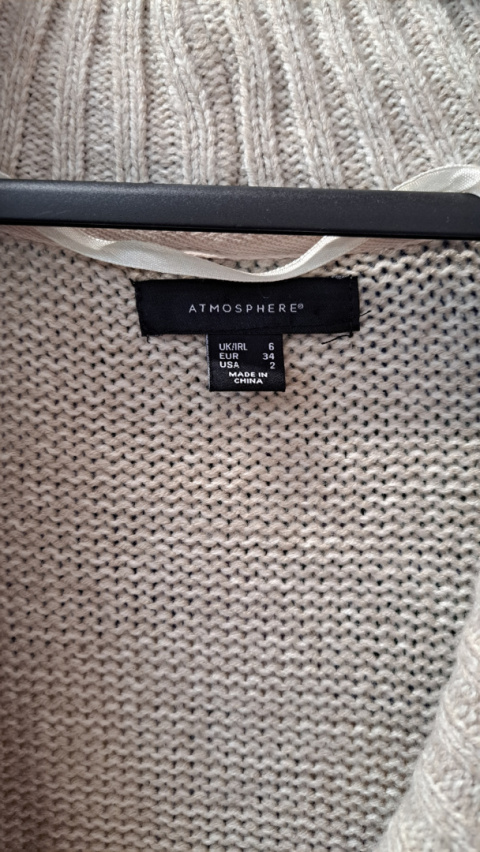 ATMOSPHERE®
UK/IRL 6
EUR 34
USA 2
MADE IN
CHINA